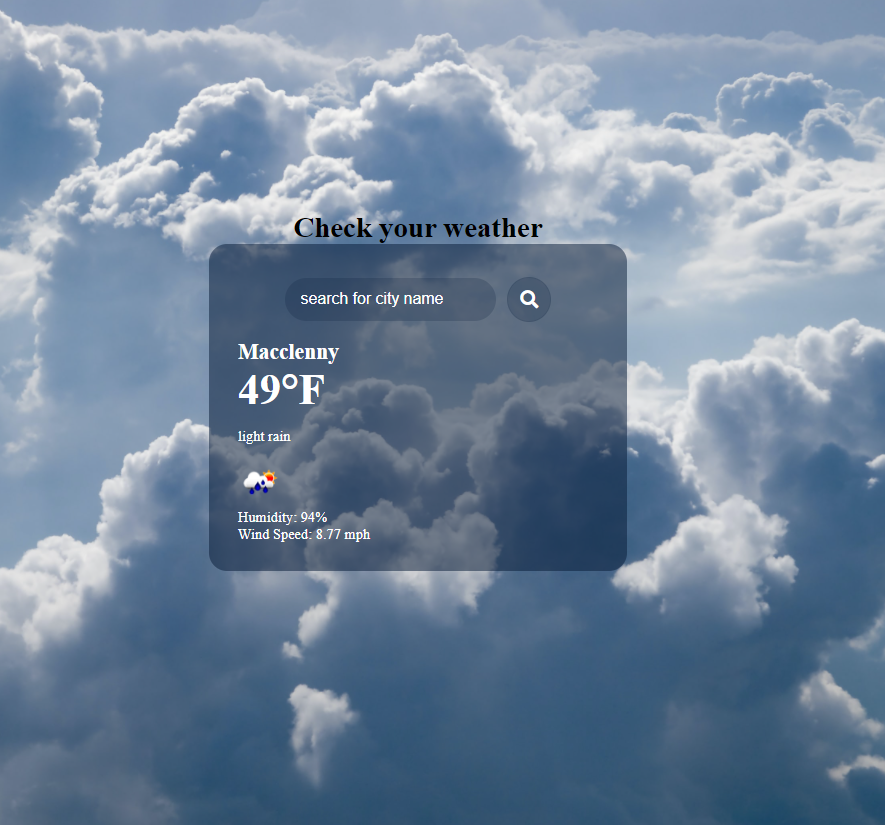 Check your weather
search for city name
Macclenny
49°F
light rain
Humidity: 94%
Wind Speed: 8.77 mph